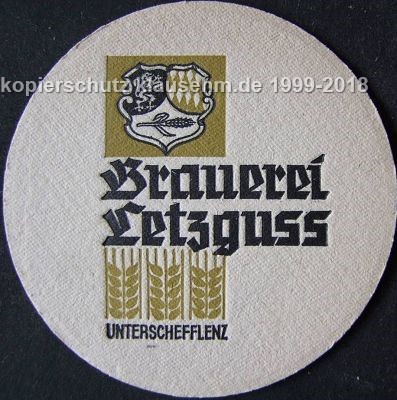 kopierschutz klausehm.de 1999-2018
Brauerei
Letzguss
UNTERSCHEFFLENZ